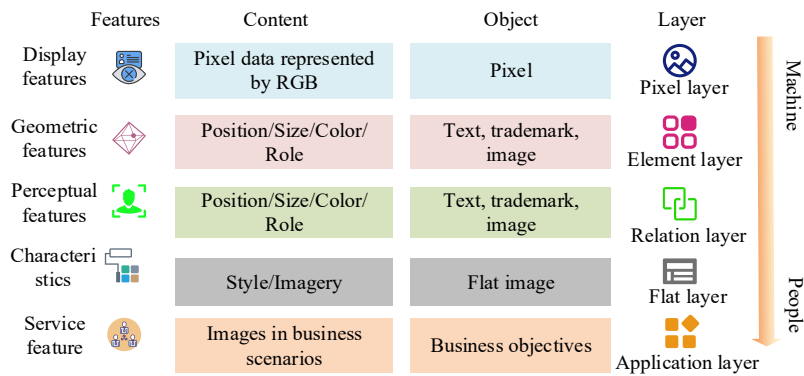 Features Content Object Layer
Display
features
Pixel data represented
by RGB
Pixel
Pixel layer
Geometric
features
Position/Size/Color/
Role
Text, trademark,
image
Element layer
Perceptual
features
Position/Size/Color/
Role
Text, trademark,
image
Relation layer
Characteri
stics
Style/Imagery
Flat image
Flat layer
Service
feature
Images in business
scenarios
Business objectives
Application layer
Machine
People